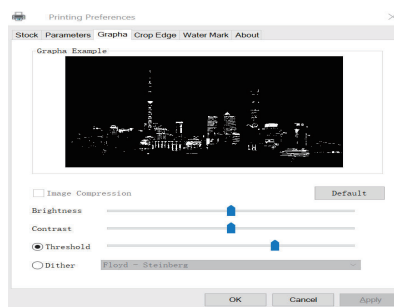 Printing Preferences
Stock Parameters Grapha Crop Edge Water Mark About
Grapha Example
Image Compression Default
Brightness
Contrast
Threshold
Dither Floyd - Steinberg
OK Cancel Apply